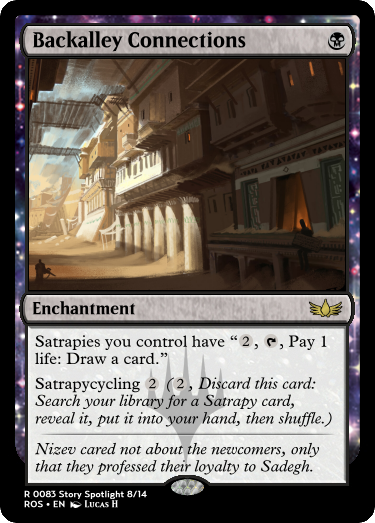 Backalley Connections
Enchantment
Satrapies you control have “2, , Pay 1
life: Draw a card.”
Satrapycycling 2 (2, Discard this card:
Search your library for a Satrapy card,
reveal it, put it into your hand, then shuffle.)
Nizev cared not about the newcomers, only
that they professed their loyalty to Sadegh.
R 0083 Story Spotlight 8/14
ROS • EN Lucas H